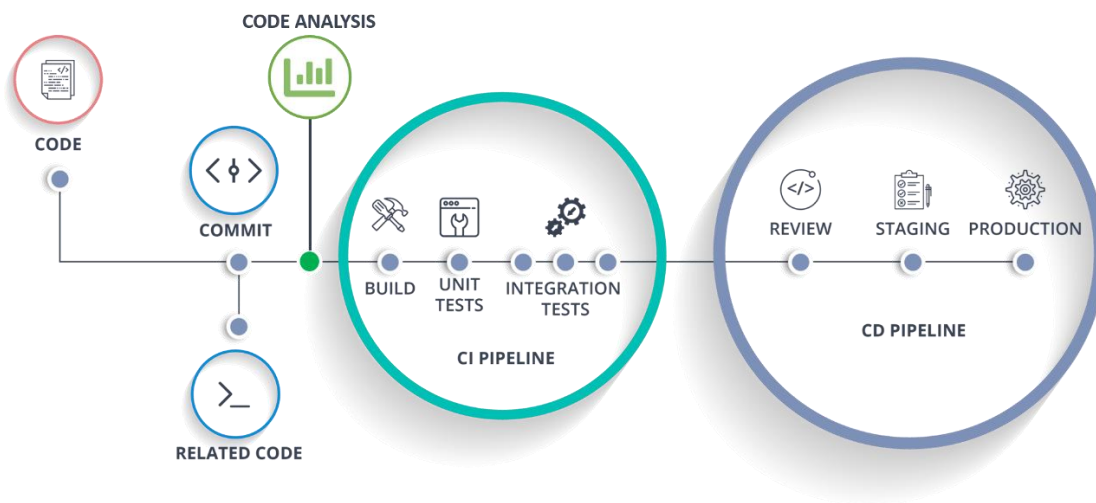 CODE ANALYSIS
CODE
COMMIT
RELATED CODE
BUILD
UNIT
TESTS
INTEGRATION
TESTS
CI PIPELINE
REVIEW
STAGING
PRODUCTION
CD PIPELINE